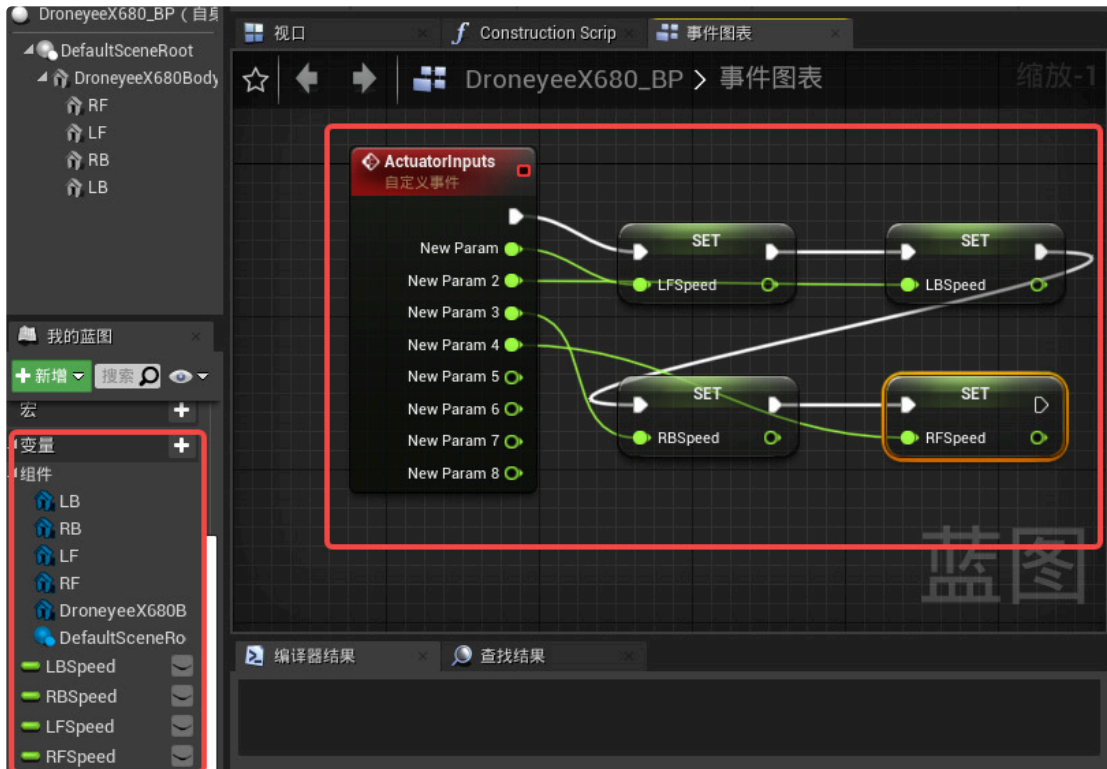 DroneyeeX680_BP（自身
DefaultSceneRoot
DroneyeeX680Body
RF
LF
RB
LB
我的蓝图
新增
搜索
宏
变量
组件
LB
RB
LF
RF
DroneyeeX680B
DefaultSceneRo
LBSpeed
RBSpeed
LFSpeed
RFSpeed
视口
Construction Scrip
事件图表
DroneyeeX680_BP > 事件图表
缩放-1
ActuatorInputs
自定义事件
New Param
New Param 2
New Param 3
New Param 4
New Param 5
New Param 6
New Param 7
New Param 8
SET
LFSpeed
SET
LBSpeed
SET
RBSpeed
SET
RFSpeed
蓝图
编译器结果
查找结果